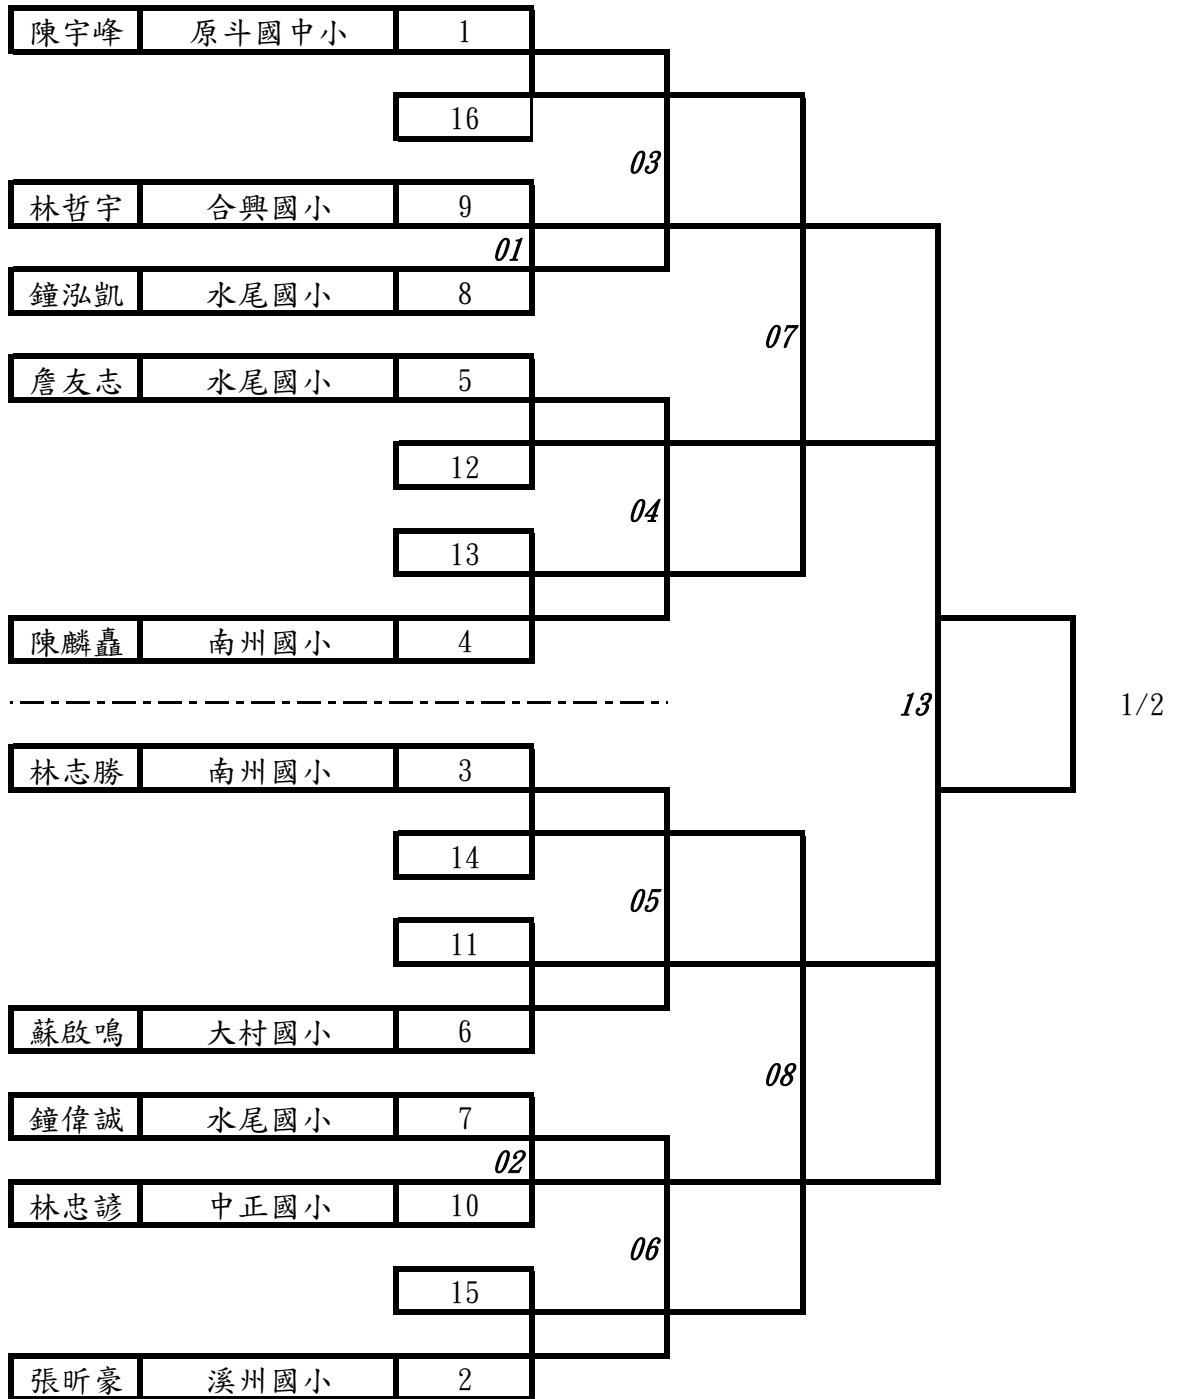 陳宇峰 原斗國中小 1
16
03
林哲宇 合興國小 9
01
鐘泓凱 水尾國小 8
07
詹友志 水尾國小 5
12
04
13
陳麟矗 南州國小 4
13 1/2
林志勝 南州國小 3
14
05
11
蘇啟鳴 大村國小 6
08
鐘偉誠 水尾國小 7
02
林忠諺 中正國小 10
06
15
張昕豪 溪州國小 2